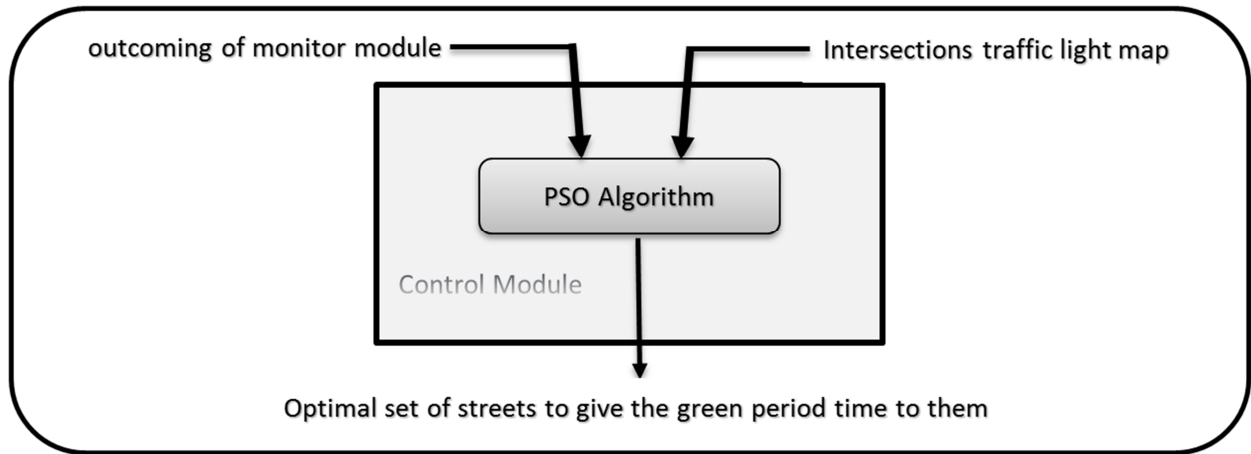 outcoming of monitor module
Intersections traffic light map
PSO Algorithm
Control Module
Optimal set of streets to give the green period time to them